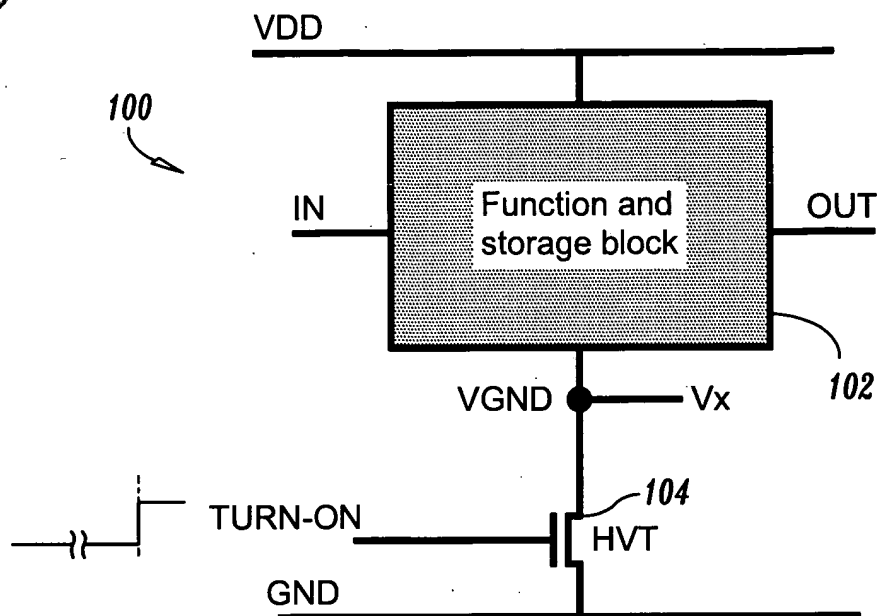 VDD
100
IN
Function and
storage block
OUT
102
VGND
Vx
104
TURN-ON
HVT
GND